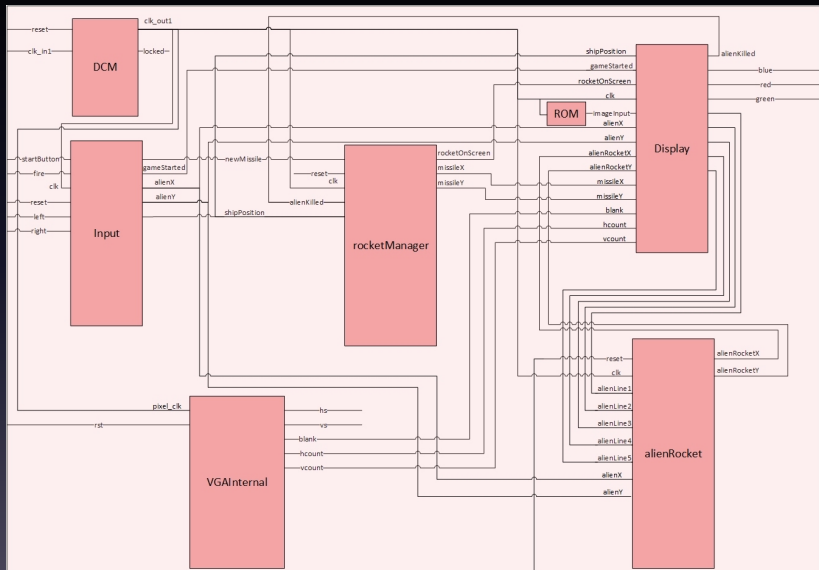 reset
clk_in1
DCM
clk_out1
locked
startButton
fire
clk
reset
left
right
Input
gameStarted
alienX
alienY
newMissile
shipPosition
reset
clk
alienKilled
rocketManager
rocketOnScreen
missileX
missileY
shipPosition
gameStarted
rocketOnScreen
clk
ROM
imageInput
alienX
alienY
alienRocketX
alienRocketY
missileX
missileY
blank
hcount
vcount
Display
alienKilled
blue
red
green
pixel_clk
rst
VGAInternal
hs
vs
blank
hcount
vcount
reset
clk
alienLine1
alienLine2
alienLine3
alienLine4
alienLine5
alienX
alienY
alienRocket
alienRocketX
alienRocketY